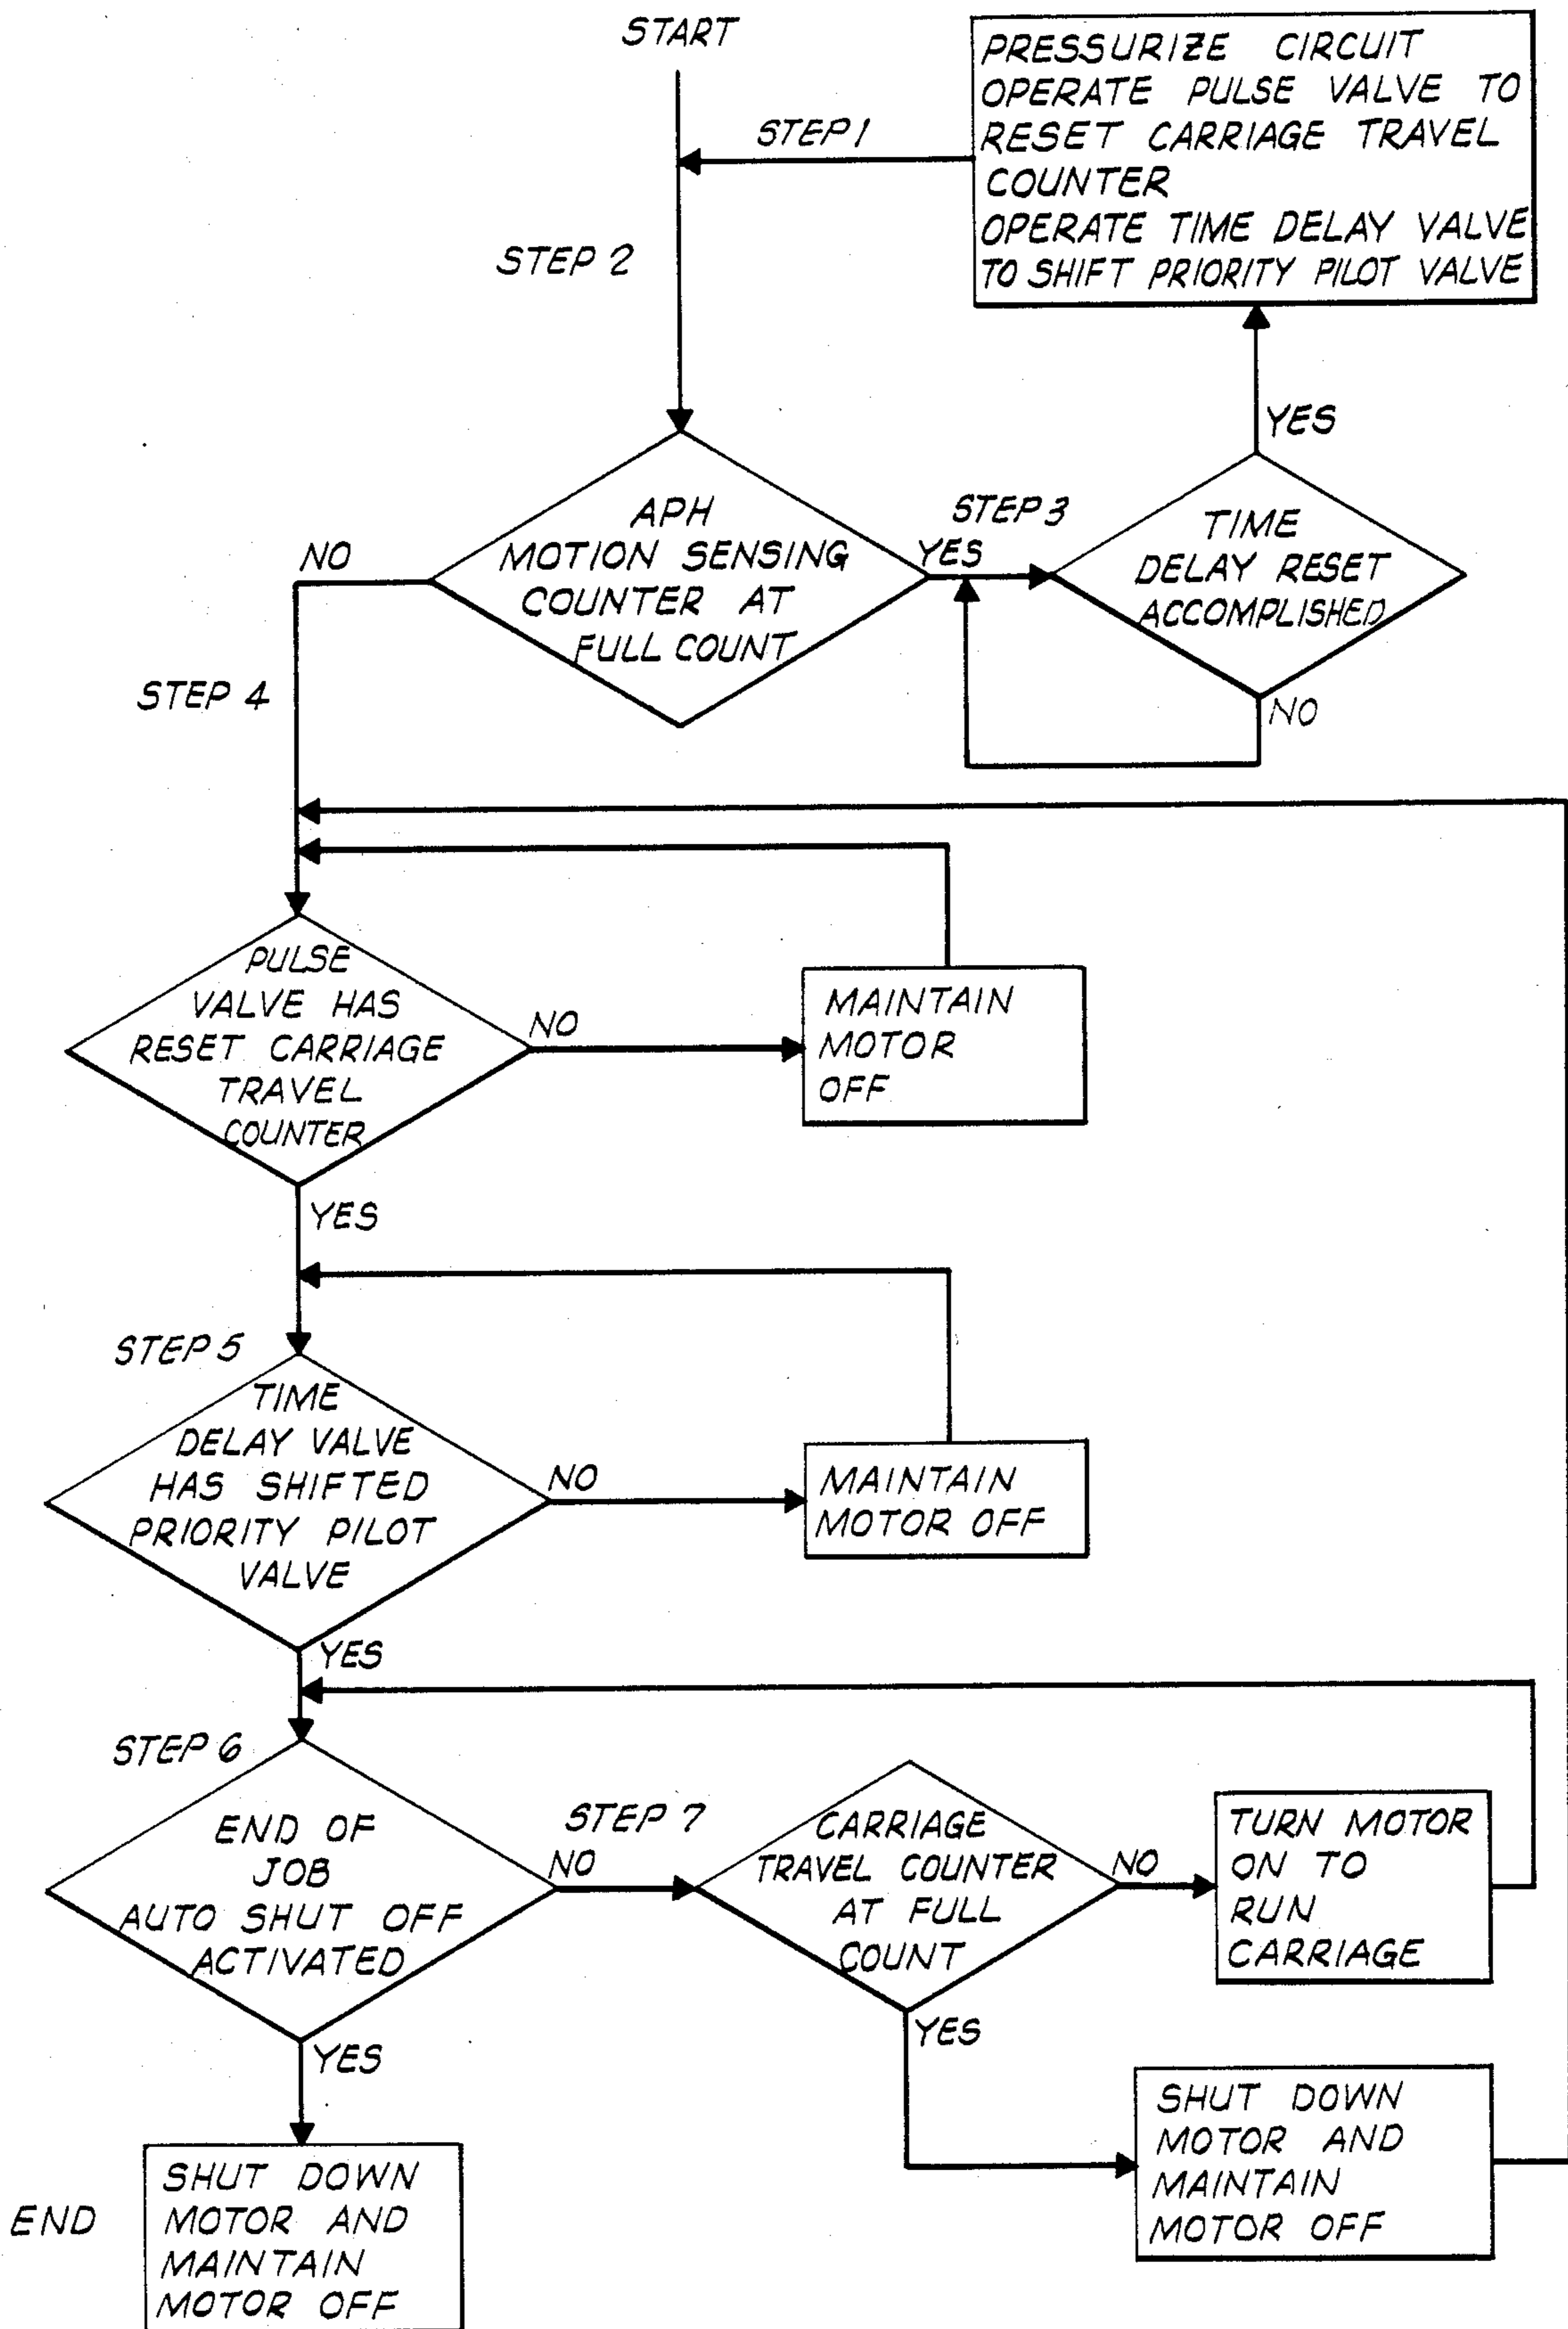 START
PRESSURIZE CIRCUIT
OPERATE PULSE VALVE TO
RESET CARRIAGE TRAVEL
COUNTER
OPERATE TIME DELAY VALVE
TO SHIFT PRIORITY PILOT VALVE
STEP 1
STEP 2
YES
APH
MOTION SENSING
COUNTER AT
FULL COUNT
NO
YES
STEP 3
TIME
DELAY RESET
ACCOMPLISHED
NO
STEP 4
PULSE
VALVE HAS
RESET CARRIAGE
TRAVEL
COUNTER
NO
MAINTAIN
MOTOR
OFF
YES
STEP 5
TIME
DELAY VALVE
HAS SHIFTED
PRIORITY PILOT
VALVE
NO
MAINTAIN
MOTOR OFF
YES
STEP 6
END OF
JOB
AUTO SHUT OFF
ACTIVATED
NO
STEP 7
CARRIAGE
TRAVEL COUNTER
AT FULL
COUNT
NO
TURN MOTOR
ON TO
RUN
CARRIAGE
YES
SHUT DOWN
MOTOR AND
MAINTAIN
MOTOR OFF
YES
END
SHUT DOWN
MOTOR AND
MAINTAIN
MOTOR OFF